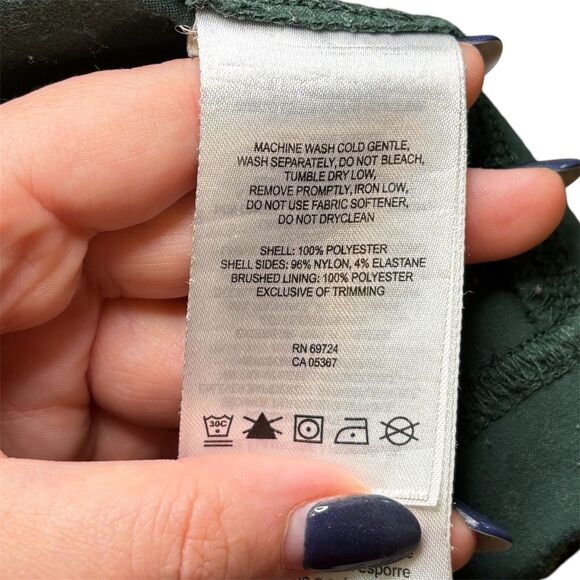 MACHINE WASH COLD GENTLE,
WASH SEPARATELY, DO NOT BLEACH,
TUMBLE DRY LOW,
REMOVE PROMPTLY, IRON LOW,
DO NOT USE FABRIC SOFTENER,
DO NOT DRYCLEAN
SHELL: 100% POLYESTER
SHELL SIDES: 96% NYLON, 4% ELASTANE
BRUSHED LINING: 100% POLYESTER
EXCLUSIVE OF TRIMMING
RN 69724
CA 05367
30C
esporre